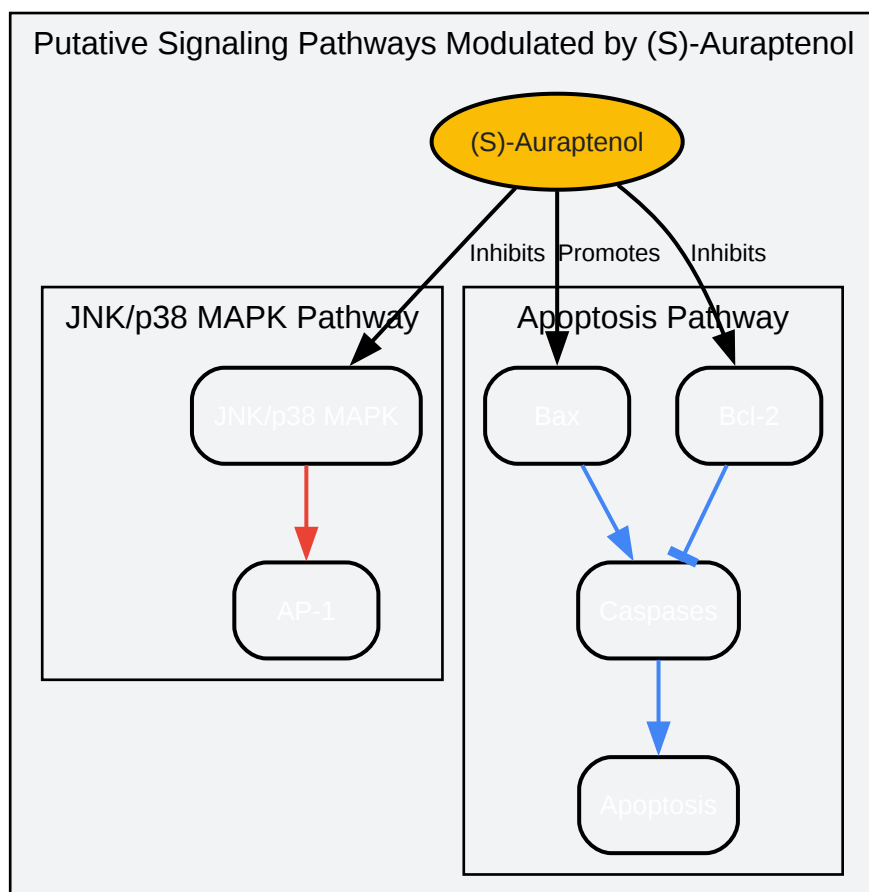 Putative Signaling Pathways Modulated by (S)-Auraptenol
(S)-Auraptenol
Inhibits
Promotes
Inhibits
JNK/p38 MAPK Pathway
Apoptosis Pathway
JNK/p38 MAPK
Bax
Bcl-2
AP-1
Caspases
Apoptosis